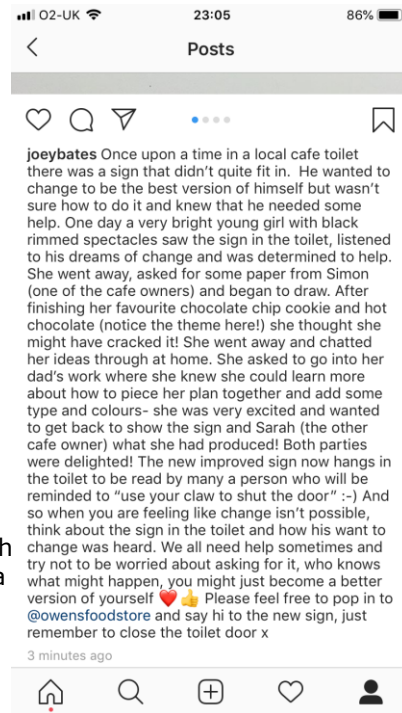 O2-UK 23:05 86%
Posts
joeybates Once upon a time in a local cafe toilet
there was a sign that didn't quite fit in.  He wanted to
change to be the best version of himself but wasn't
sure how to do it and knew that he needed some
help. One day a very bright young girl with black
rimmed spectacles saw the sign in the toilet, listened
to his dreams of change and was determined to help.
She went away, asked for some paper from Simon
(one of the cafe owners) and began to draw. After
finishing her favourite chocolate chip cookie and hot
chocolate (notice the theme here!) she thought she
might have cracked it! She went away and chatted
her ideas through at home. She asked to go into her
dad's work where she knew she could learn more
about how to piece her plan together and add some
type and colours- she was very excited and wanted
to get back to show the sign and Sarah (the other
cafe owner) what she had produced! Both parties
were delighted! The new improved sign now hangs in
the toilet to be read by many a person who will be
reminded to “use your claw to shut the door” :-) And
so when you are feeling like change isn't possible,
think about the sign in the toilet and how his want to
change was heard. We all need help sometimes and
try not to be worried about asking for it, who knows
what might happen, you might just become a better
version of yourself ❤️👍 Please feel free to pop in to
@owensfoodstore and say hi to the new sign, just
remember to close the toilet door x
3 minutes ago